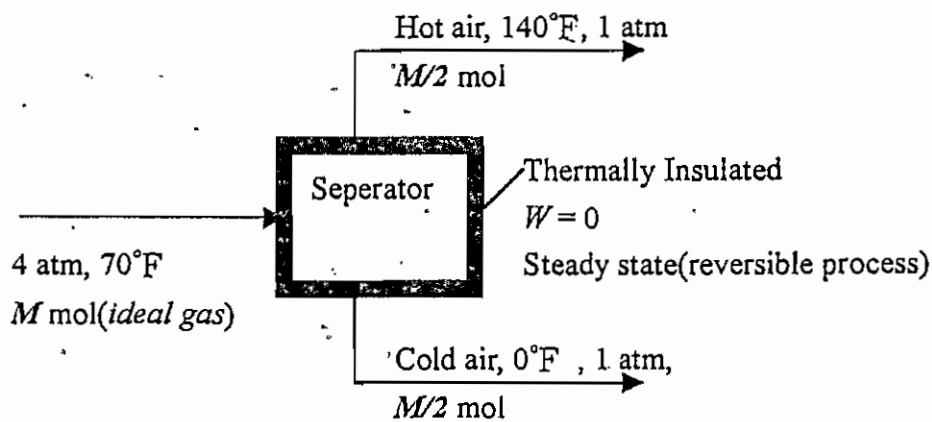 Hot air, 140°F, 1 atm
M/2 mol
Seperator
Thermally Insulated
W = 0
Steady state(reversible process)
4 atm, 70°F
M mol(ideal gas)
Cold air, 0°F , 1 atm,
M/2 mol